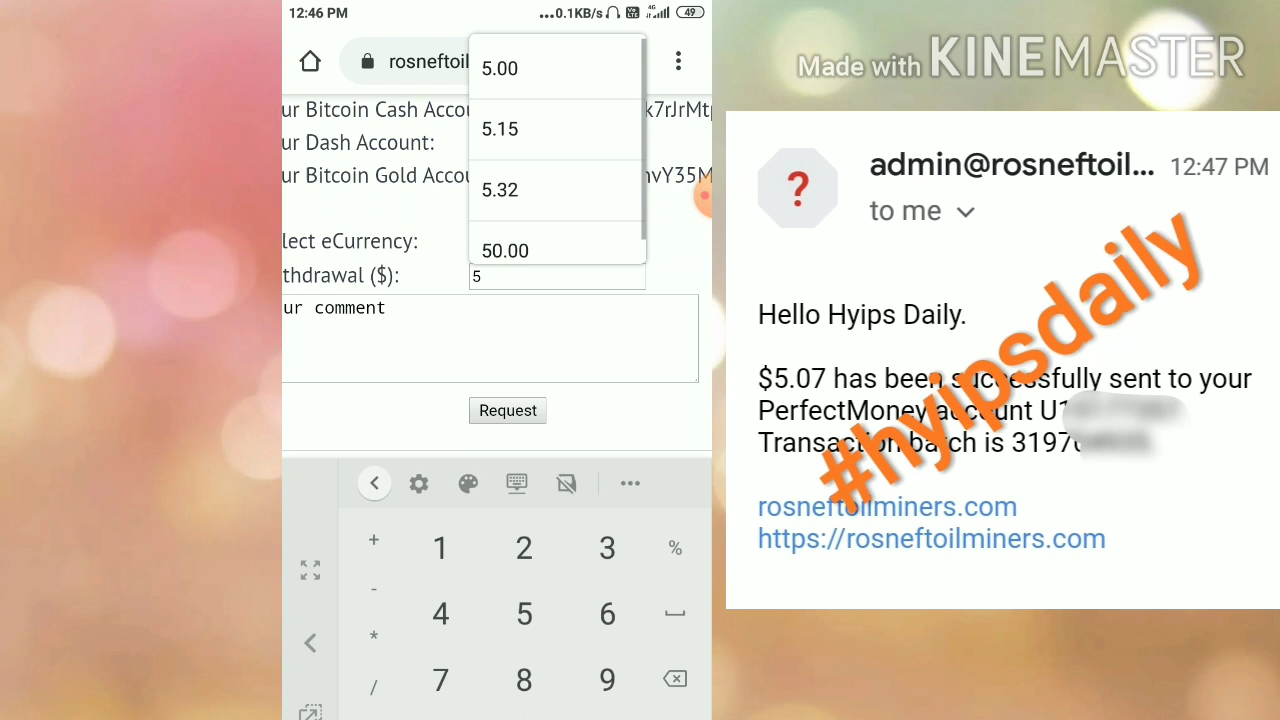 12:46 PM
...0.1KB/s
4G
49
rosneftoil
5.00
5.15
5.32
50.00
ur Bitcoin Cash Accou
k7rJrMt
ur Dash Account:
ur Bitcoin Gold Accou
nvY35M
lect eCurrency:
thdrawal ($):
5
ur comment
Request
+ 1 2 3 %
- 4 5 6
*
/ 7 8 9
Made with KINEMASTER
?
admin@rosneftoil... 12:47 PM
to me
Hello Hyips Daily.
$5.07 has been successfully sent to your
PerfectMoney account U1
Transaction batch is 3197
rosneftoilminers.com
https://rosneftoilminers.com
#hyipsdaily